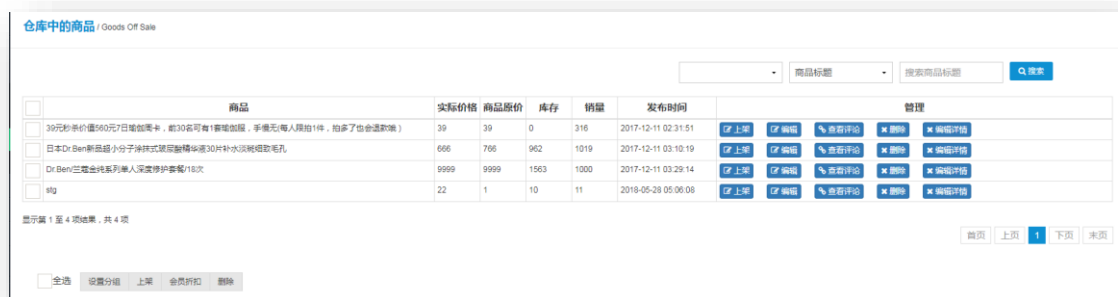 仓库中的商品 / Goods Off Sale
商品标题 搜索商品标题 搜索
商品 实际价格 商品原价 库存 销量 发布时间 管理
39元秒杀价值560元7日瑜伽周卡，前30名可有1套瑜伽服，手慢无(每人限拍1件，拍多了也会退款哦) 39 39 0 316 2017-12-11 02:31:51 上架 编辑 查看评论 删除 编辑详情
日本Dr.Ben新品超小分子涂抹式玻尿酸精华液30片补水淡斑细致毛孔 666 766 962 1019 2017-12-11 03:10:19 上架 编辑 查看评论 删除 编辑详情
Dr.Ben/兰蔻金纯系列单人深度修护套餐/18次 9999 9999 1563 1000 2017-12-11 03:29:14 上架 编辑 查看评论 删除 编辑详情
stg 22 1 10 11 2018-05-28 05:06:08 上架 编辑 查看评论 删除 编辑详情
显示第 1 至 4 项结果，共 4 项
首页 上页 1 下页 末页
全选 设置分组 上架 会员折扣 删除